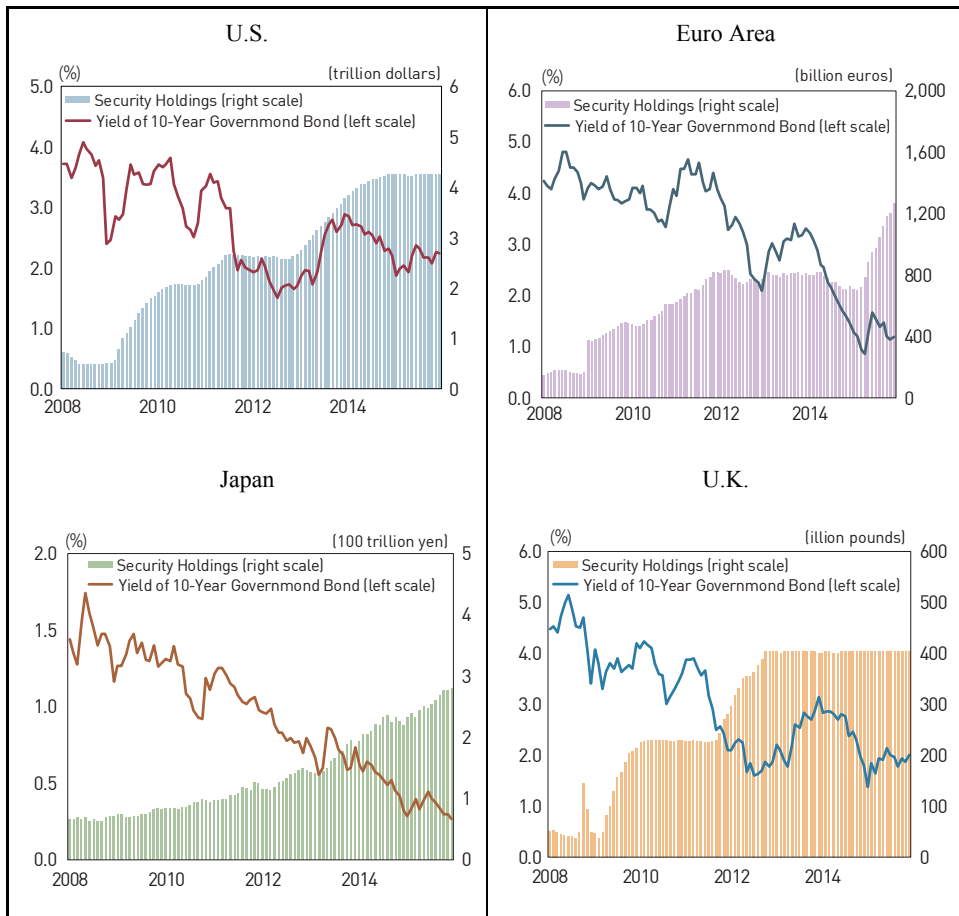 U.S.
(%) (trillion dollars)
5.0 6
Security Holdings (right scale)
Yield of 10-Year Governmond Bond (left scale)
5
4.0
4
3.0
3
2.0
2
1.0
1
0.0 0
2008 2010 2012 2014
Euro Area
(%) (billion euros)
6.0 2,000
Security Holdings (right scale)
Yield of 10-Year Governmond Bond (left scale)
5.0
1,600
4.0
1,200
3.0
800
2.0
400
1.0
0.0 0
2008 2010 2012 2014
Japan
(%) (100 trillion yen)
2.0 5
Security Holdings (right scale)
Yield of 10-Year Governmond Bond (left scale)
4
1.5
3
1.0
2
0.5
1
0.0 0
2008 2010 2012 2014
U.K.
(%) (illion pounds)
6.0 600
Security Holdings (right scale)
Yield of 10-Year Governmond Bond (left scale)
5.0 500
4.0 400
3.0 300
2.0 200
1.0 100
0.0 0
2008 2010 2012 2014